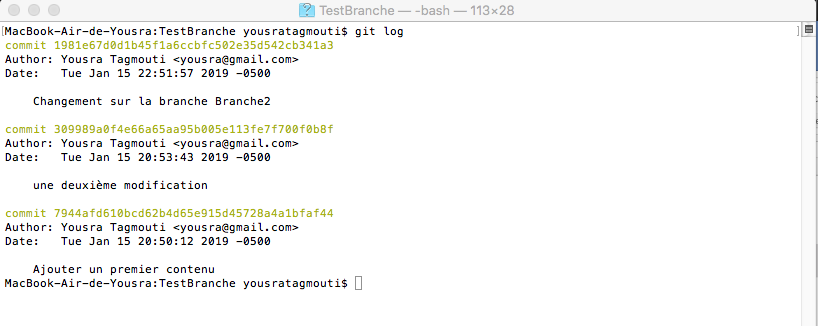 TestBranche — -bash — 113×28
[MacBook-Air-de-Yousra:TestBranche yousratagmouti$ git log ]
commit 1981e67d0d1b45f1a6ccbfc502e35d542cb341a3
Author: Yousra Tagmouti <yousra@gmail.com>
Date:   Tue Jan 15 22:51:57 2019 -0500
    Changement sur la branche Branche2
commit 309989a0f4e66a65aa95b005e113fe7f700f0b8f
Author: Yousra Tagmouti <yousra@gmail.com>
Date:   Tue Jan 15 20:53:43 2019 -0500
    une deuxième modification
commit 7944afd610bcd62b4d65e915d45728a4a1bfaf44
Author: Yousra Tagmouti <yousra@gmail.com>
Date:   Tue Jan 15 20:50:12 2019 -0500
    Ajouter un premier contenu
MacBook-Air-de-Yousra:TestBranche yousratagmouti$